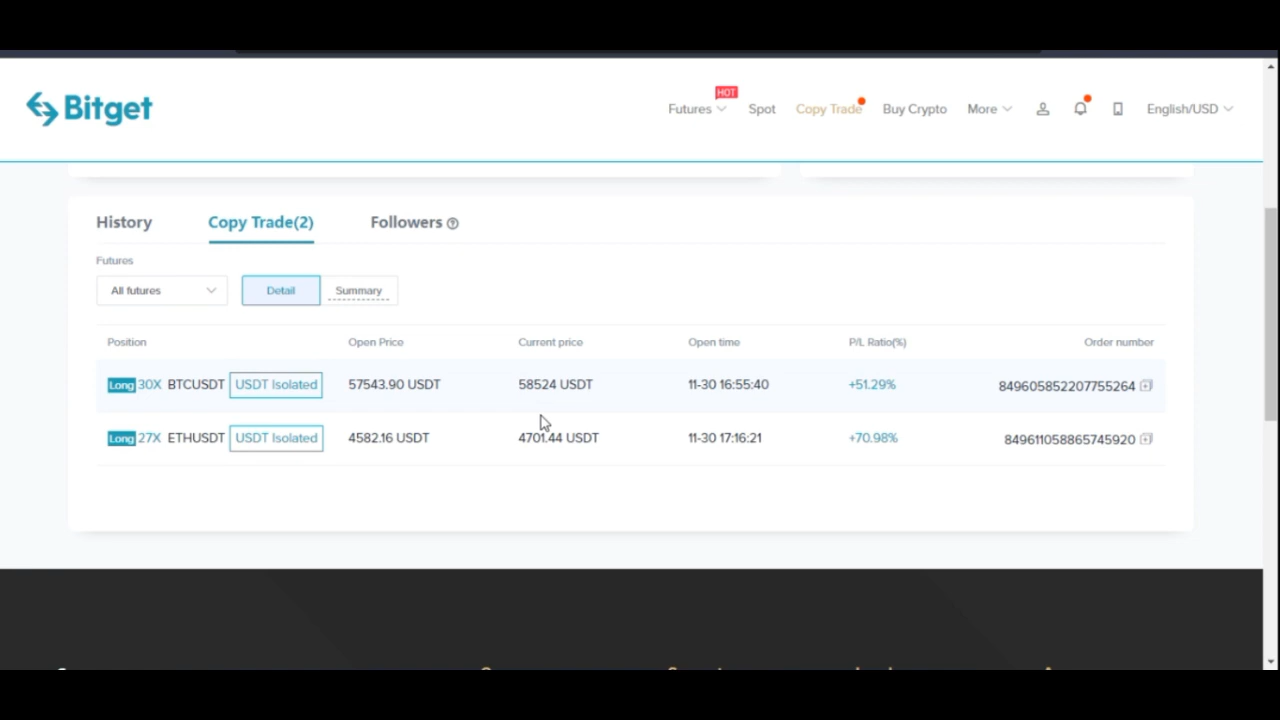 HOT
Bitget
Futures Spot Copy Trade Buy Crypto More English/USD
History Copy Trade(2) Followers
Futures
All futures Detail Summary
Position Open Price Current price Open time P/L Ratio(%) Order number
Long 30X BTCUSDT USDT Isolated 57543.90 USDT 58524 USDT 11-30 16:55:40 +51.29% 849605852207755264
Long 27X ETHUSDT USDT Isolated 4582.16 USDT 4701.44 USDT 11-30 17:16:21 +70.98% 849611058865745920